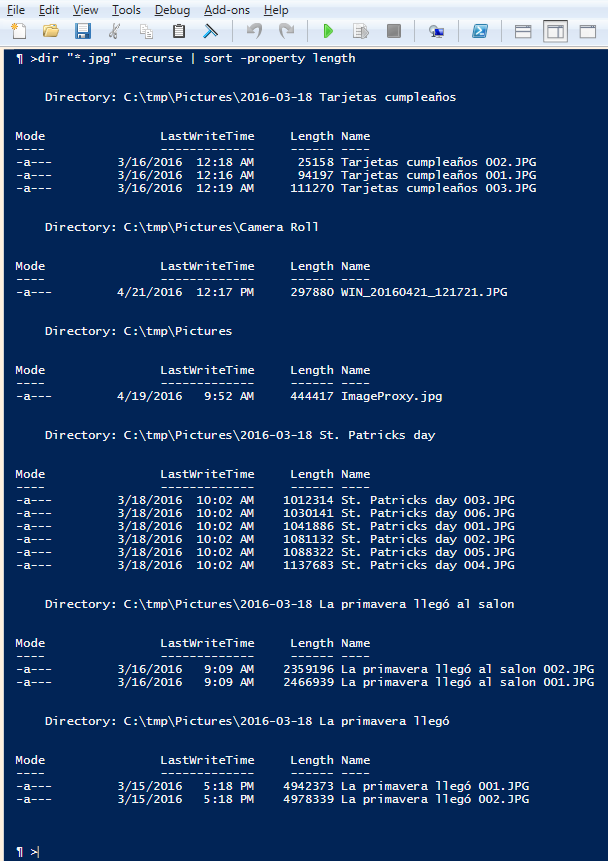 File Edit View Tools Debug Add-ons Help
¶ >dir "*.jpg" -recurse | sort -property length
Directory: C:\tmp\Pictures\2016-03-18 Tarjetas cumpleaños
Mode LastWriteTime Length Name
---- ------------- ------ ----
-a--- 3/16/2016 12:18 AM 25158 Tarjetas cumpleaños 002.JPG
-a--- 3/16/2016 12:16 AM 94197 Tarjetas cumpleaños 001.JPG
-a--- 3/16/2016 12:19 AM 111270 Tarjetas cumpleaños 003.JPG
Directory: C:\tmp\Pictures\Camera Roll
Mode LastWriteTime Length Name
---- ------------- ------ ----
-a--- 4/21/2016 12:17 PM 297880 WIN_20160421_121721.JPG
Directory: C:\tmp\Pictures
Mode LastWriteTime Length Name
---- ------------- ------ ----
-a--- 4/19/2016 9:52 AM 444417 ImageProxy.jpg
Directory: C:\tmp\Pictures\2016-03-18 St. Patricks day
Mode LastWriteTime Length Name
---- ------------- ------ ----
-a--- 3/18/2016 10:02 AM 1012314 St. Patricks day 003.JPG
-a--- 3/18/2016 10:02 AM 1030141 St. Patricks day 006.JPG
-a--- 3/18/2016 10:02 AM 1041886 St. Patricks day 001.JPG
-a--- 3/18/2016 10:02 AM 1081132 St. Patricks day 002.JPG
-a--- 3/18/2016 10:02 AM 1088322 St. Patricks day 005.JPG
-a--- 3/18/2016 10:02 AM 1137683 St. Patricks day 004.JPG
Directory: C:\tmp\Pictures\2016-03-18 La primavera llegó al salon
Mode LastWriteTime Length Name
---- ------------- ------ ----
-a--- 3/16/2016 9:09 AM 2359196 La primavera llegó al salon 002.JPG
-a--- 3/16/2016 9:09 AM 2466939 La primavera llegó al salon 001.JPG
Directory: C:\tmp\Pictures\2016-03-18 La primavera llegó
Mode LastWriteTime Length Name
---- ------------- ------ ----
-a--- 3/15/2016 5:18 PM 4942373 La primavera llegó 001.JPG
-a--- 3/15/2016 5:18 PM 4978339 La primavera llegó 002.JPG
¶ >